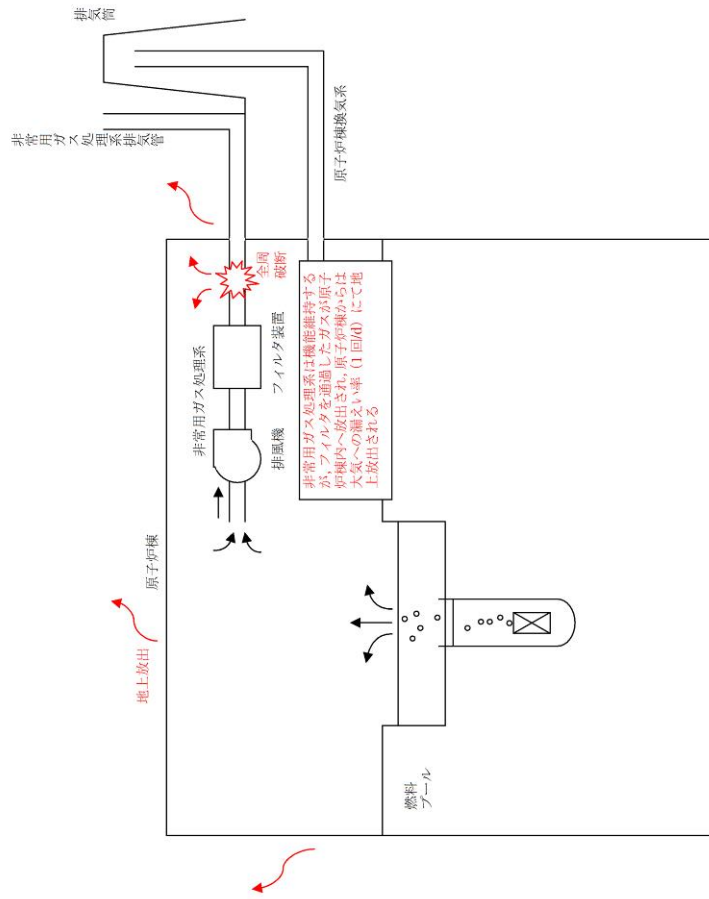 排気筒
非常用ガス処理系排気管
原子炉棟換気系
全周
破断
非常用ガス処理系
フィルタ装置
排風機
非常用ガス処理系は機能維持する
が，フィルタを通過したガスが原子
炉棟内へ放出され，原子炉棟からは
大気への漏えい率（1 回/d）にて地
上放出される
原子炉棟
地上放出
燃料
プール